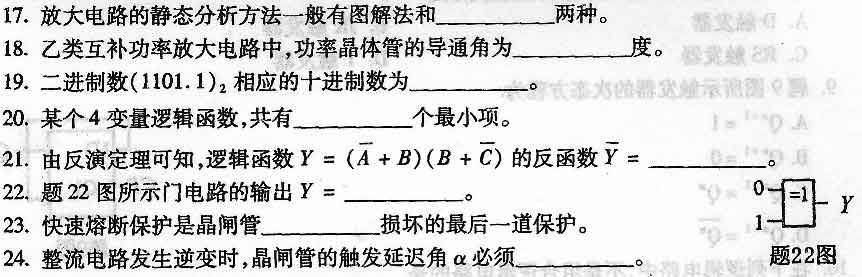 17. 放大电路的静态分析方法一般有图解法和__________两种。
18. 乙类互补功率放大电路中,功率晶体管的导通角为__________度。
19. 二进制数(1101.1)₂ 相应的十进制数为__________。
20. 某个4变量逻辑函数,共有__________个最小项。
21. 由反演定理可知,逻辑函数 Y = (A̅ + B)(B + C̅) 的反函数 Y̅ = __________。
22. 题22图所示门电路的输出 Y = __________。
0 =1 Y
1
23. 快速熔断保护是晶闸管__________损坏的最后一道保护。
24. 整流电路发生逆变时,晶闸管的触发延迟角 α 必须__________。
题22图